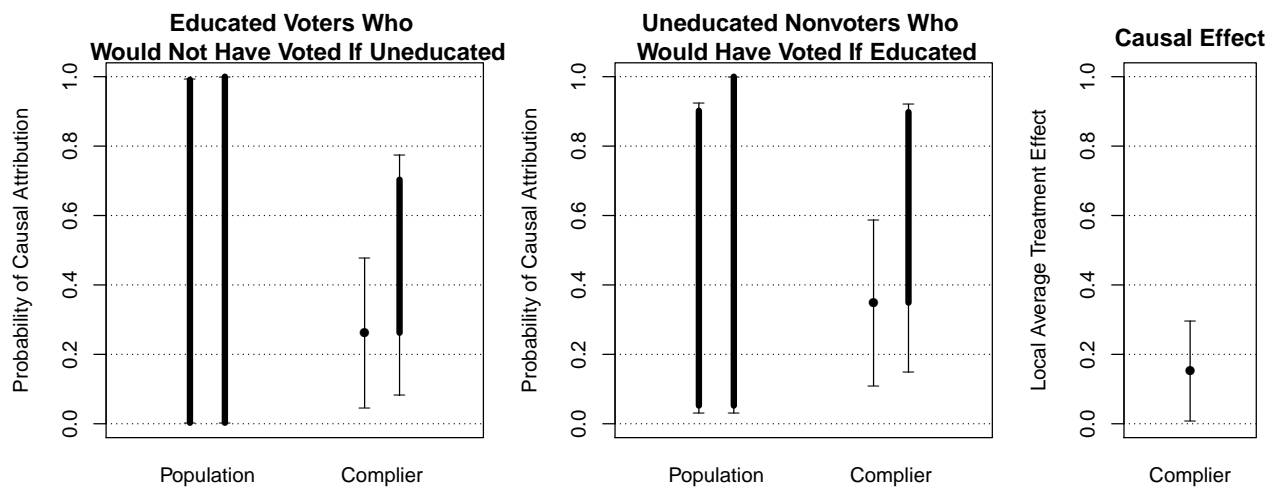 Educated Voters Who
Would Not Have Voted If Uneducated
Probability of Causal Attribution
1.0
0.8
0.6
0.4
0.2
0.0
Population
Complier
Uneducated Nonvoters Who
Would Have Voted If Educated
Probability of Causal Attribution
1.0
0.8
0.6
0.4
0.2
0.0
Population
Complier
Causal Effect
Local Average Treatment Effect
1.0
0.8
0.6
0.4
0.2
0.0
Complier